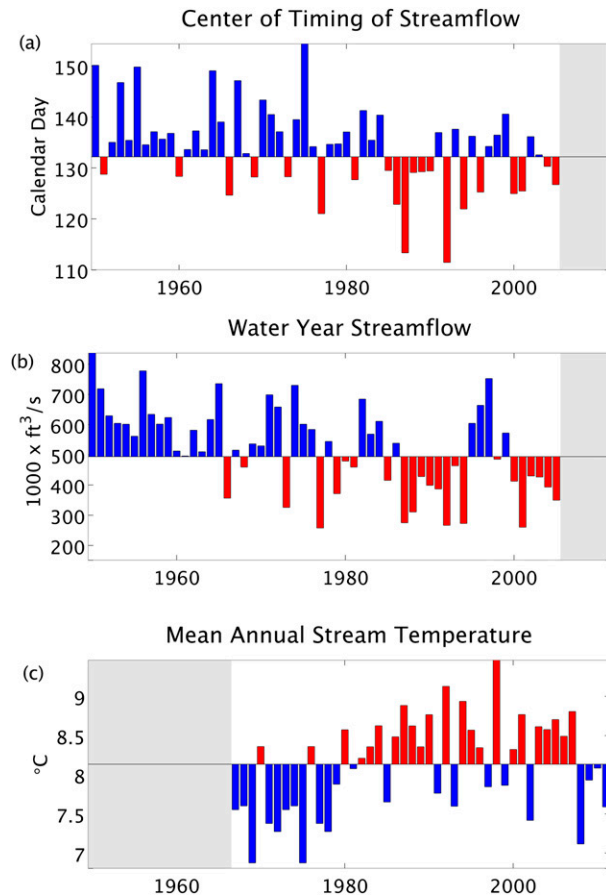 Center of Timing of Streamflow
(a)
Calendar Day
150
140
130
120
110
1960
1980
2000
Water Year Streamflow
(b)
1000 x ft³/s
800
700
600
500
400
300
200
1960
1980
2000
Mean Annual Stream Temperature
(c)
°C
9
8.5
8
7.5
7
1960
1980
2000